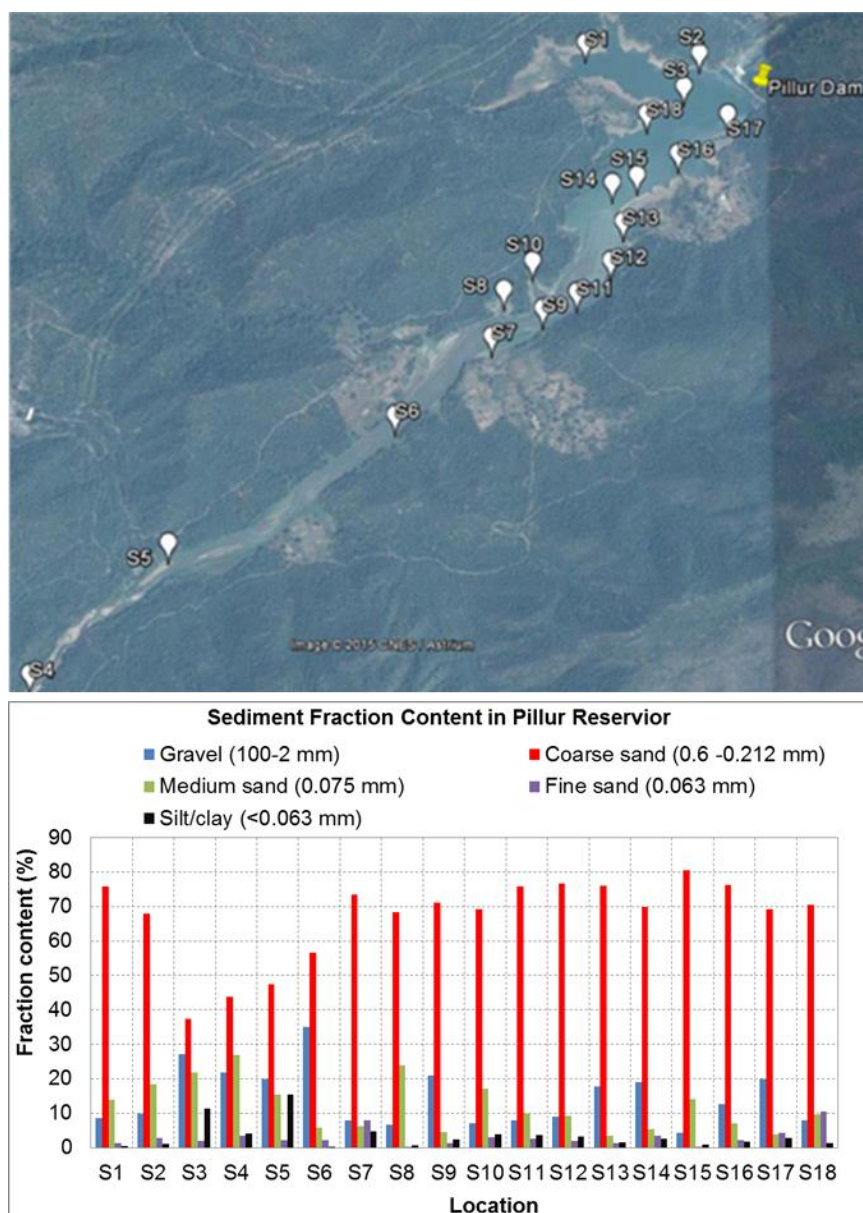 S1
S2
S3
Pillur Dam
S18
S17
S16
S15
S14
S13
S10
S12
S8
S11
S9
S7
S6
S5
Image © 2015 CNES / Astrium
Goog
S4
Sediment Fraction Content in Pillur Reservior
Gravel (100-2 mm) Coarse sand (0.6 -0.212 mm)
Medium sand (0.075 mm) Fine sand (0.063 mm)
Silt/clay (<0.063 mm)
90
80
70
60
50
40
30
20
10
0
Fraction content (%)
S1 S2 S3 S4 S5 S6 S7 S8 S9 S10 S11 S12 S13 S14 S15 S16 S17 S18
Location